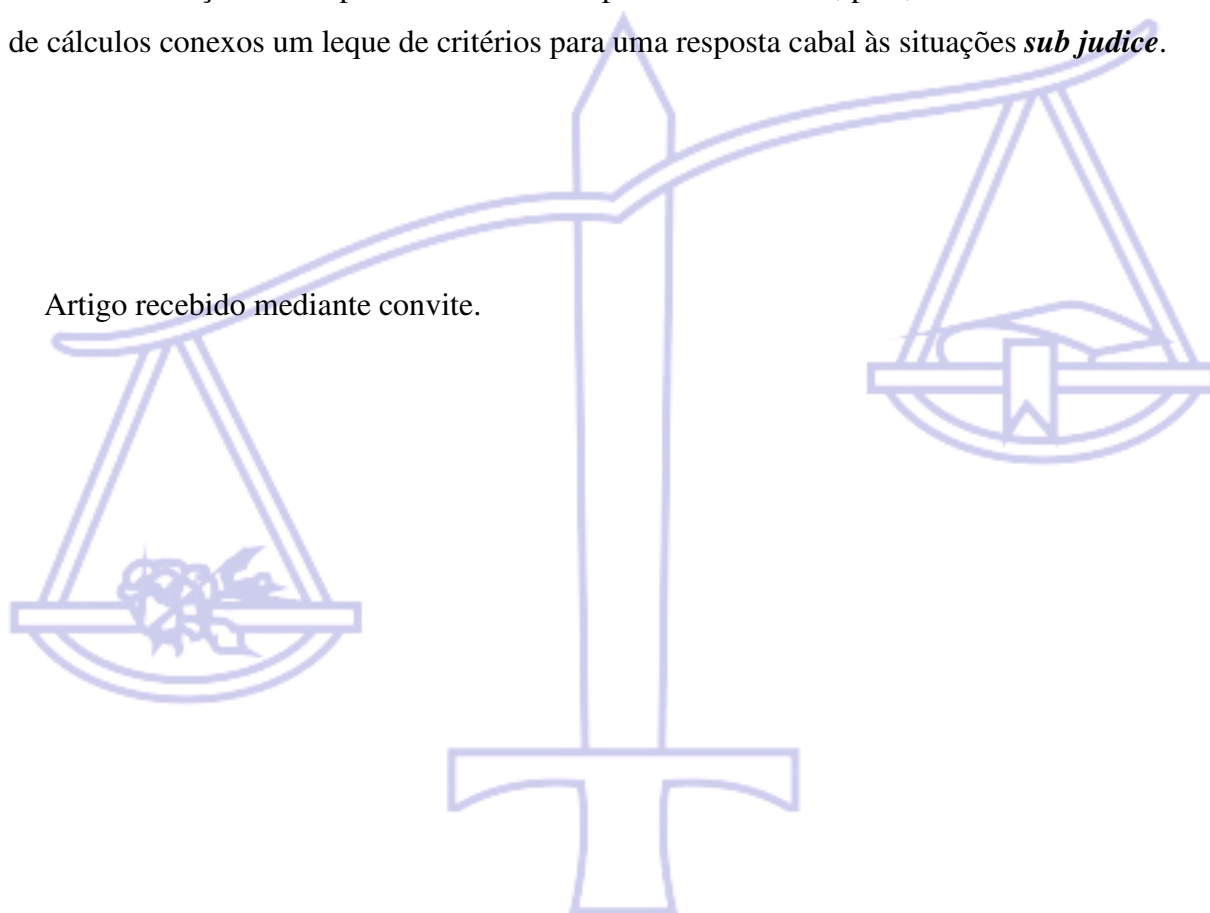 de cálculos conexos um leque de critérios para uma resposta cabal às situações sub judice.
Artigo recebido mediante convite.